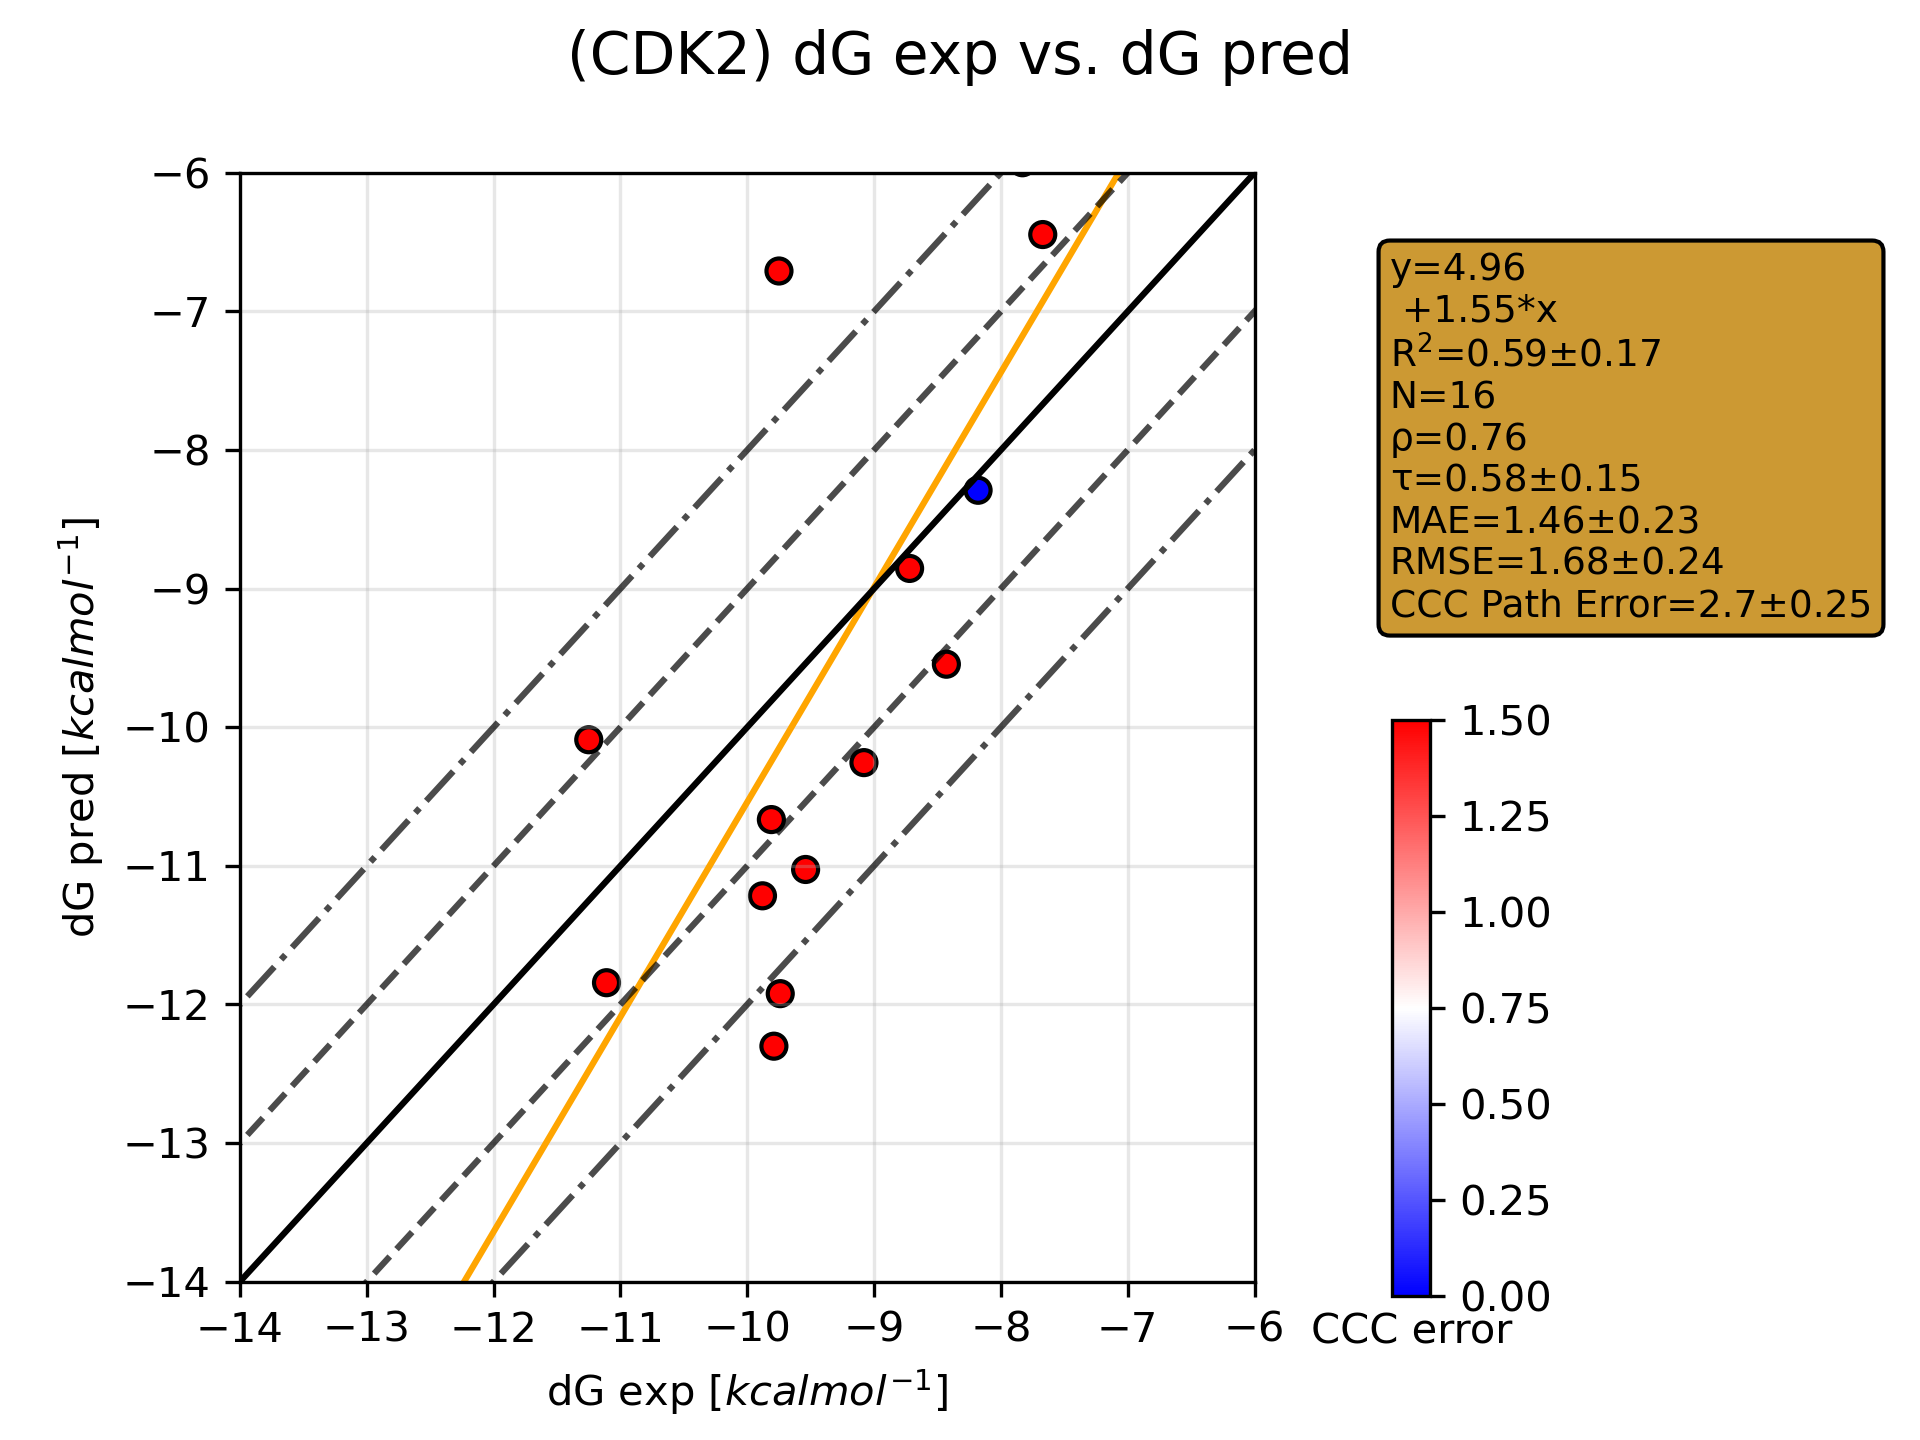 (CDK2) dG exp vs. dG pred
−6
−7
−8
−9
−10
−11
−12
−13
−14
dG pred [kcalmol⁻¹]
−14 −13 −12 −11 −10 −9 −8 −7 −6
dG exp [kcalmol⁻¹]
y=4.96
+1.55*x
R²=0.59±0.17
N=16
ρ=0.76
τ=0.58±0.15
MAE=1.46±0.23
RMSE=1.68±0.24
CCC Path Error=2.7±0.25
1.50
1.25
1.00
0.75
0.50
0.25
0.00
CCC error